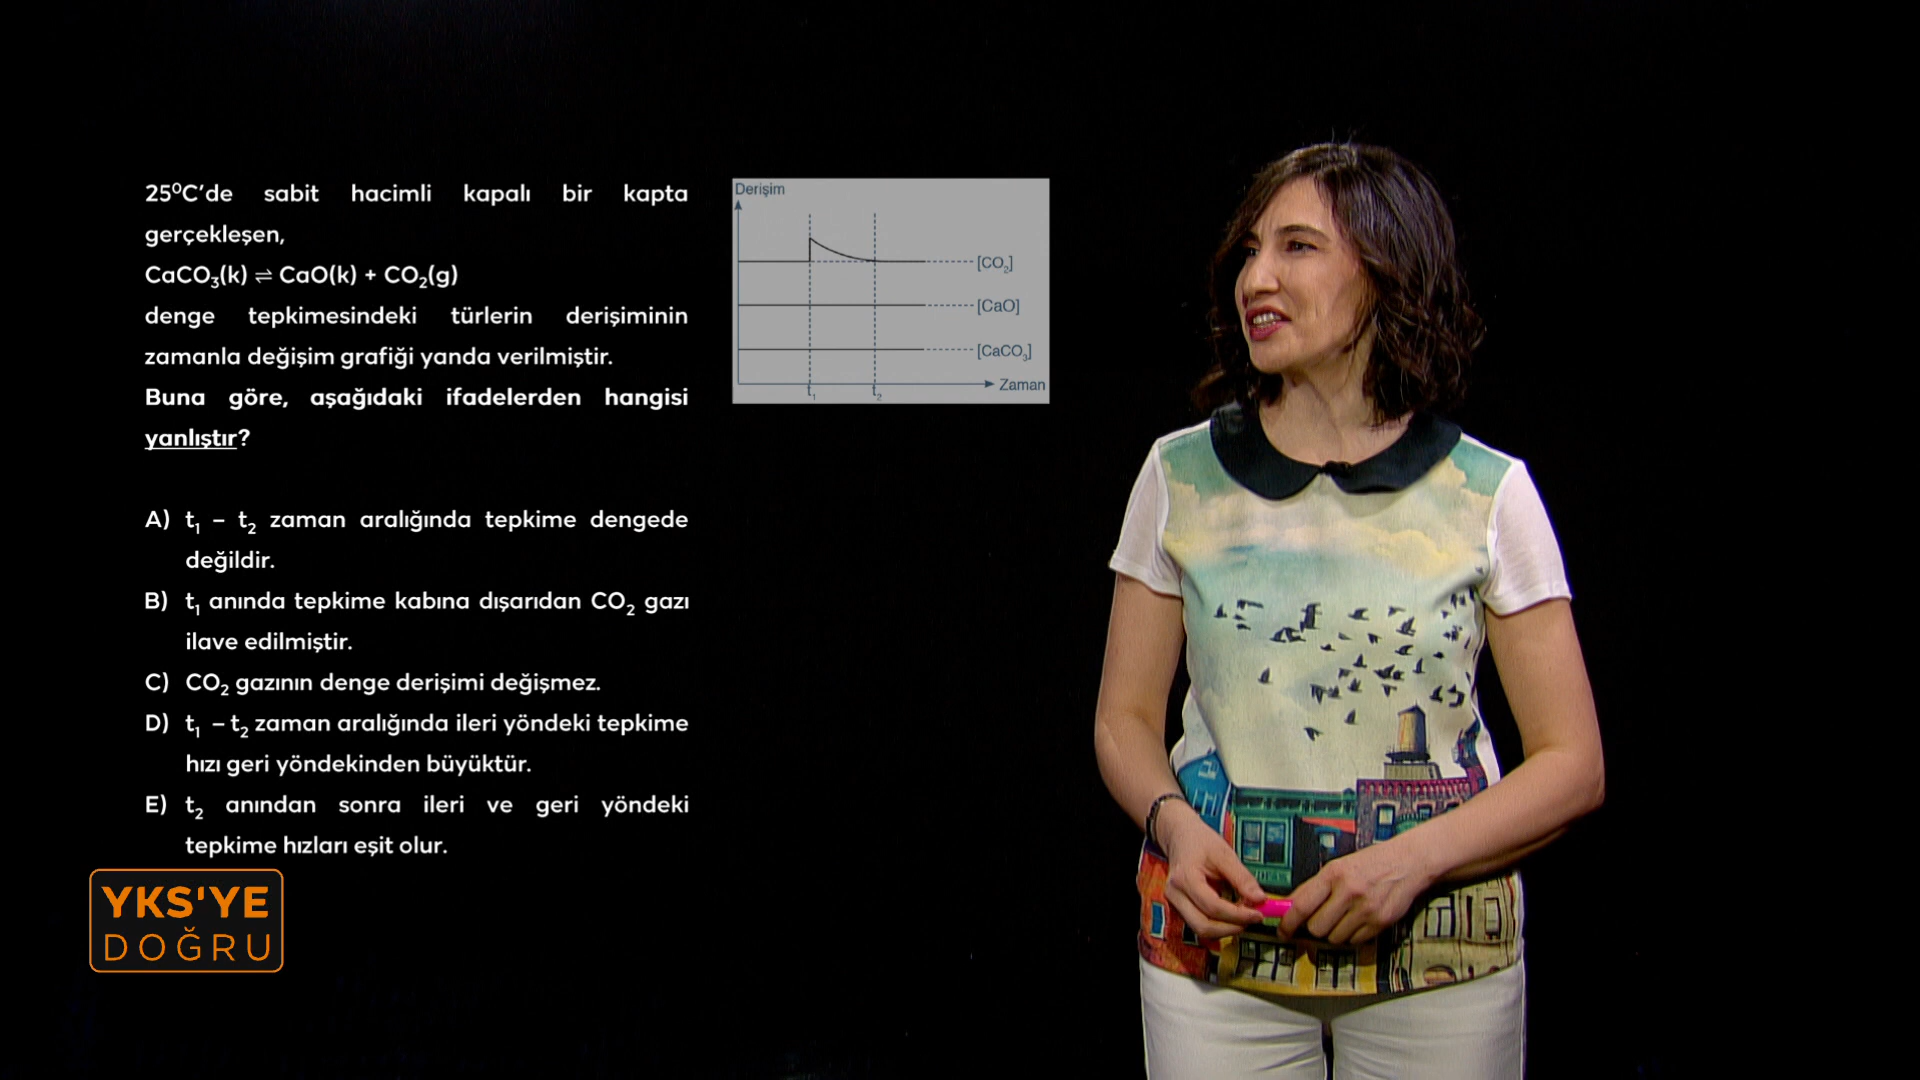 25⁰C'de sabit hacimli kapalı bir kapta
gerçekleşen,
CaCO₃(k) ⇌ CaO(k) + CO₂(g)
denge tepkimesindeki türlerin derişiminin
zamanla değişim grafiği yanda verilmiştir.
Buna göre, aşağıdaki ifadelerden hangisi
yanlıştır?
A) t₁ – t₂ zaman aralığında tepkime dengede
değildir.
B) t₁ anında tepkime kabına dışarıdan CO₂ gazı
ilave edilmiştir.
C) CO₂ gazının denge derişimi değişmez.
D) t₁ – t₂ zaman aralığında ileri yöndeki tepkime
hızı geri yöndekinden büyüktür.
E) t₂ anından sonra ileri ve geri yöndeki
tepkime hızları eşit olur.
Derişim
[CO₂]
[CaO]
[CaCO₃]
Zaman
t₁ t₂
YKS'YE
DOĞRU